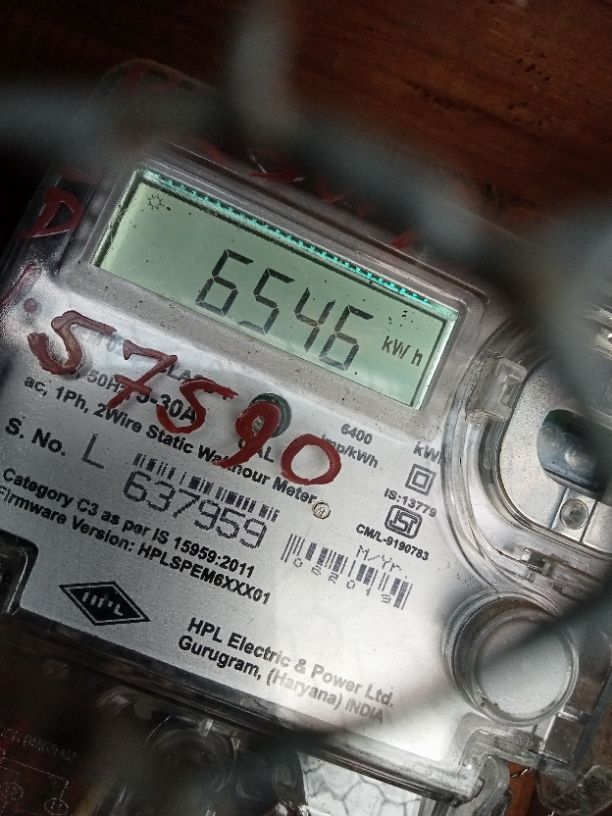 6546 kWh
57590
ac, 1Ph, 2Wire Static Watthour Meter
6400
imp/kWh
S. No. L 637959
IS:13779
CM/L-9190783
Category C3 as per IS 15959:2011
Firmware Version: HPLSPEM6XXX01
M/Yr
HPL
HPL Electric & Power Ltd.
Gurugram, (Haryana) INDIA